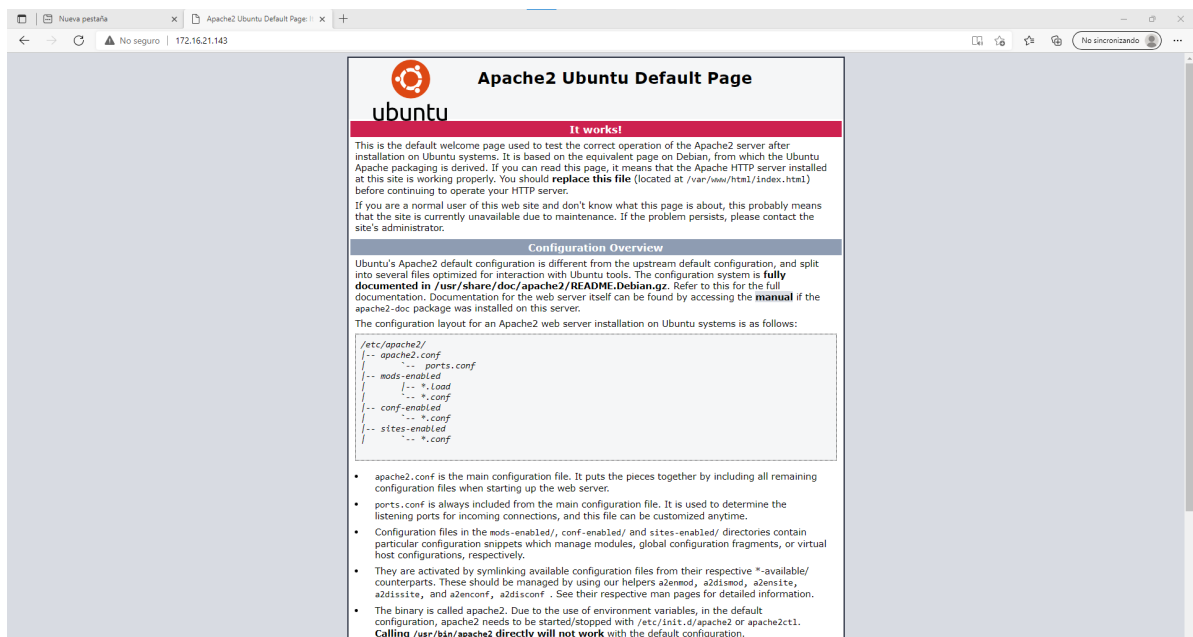 Nueva pestaña
Apache2 Ubuntu Default Page: It
No seguro | 172.16.21.143
No sincronizando
ubuntu
Apache2 Ubuntu Default Page
It works!
This is the default welcome page used to test the correct operation of the Apache2 server after
installation on Ubuntu systems. It is based on the equivalent page on Debian, from which the Ubuntu
Apache packaging is derived. If you can read this page, it means that the Apache HTTP server installed
at this site is working properly. You should replace this file (located at /var/www/html/index.html)
before continuing to operate your HTTP server.
If you are a normal user of this web site and don't know what this page is about, this probably means
that the site is currently unavailable due to maintenance. If the problem persists, please contact the
site's administrator.
Configuration Overview
Ubuntu's Apache2 default configuration is different from the upstream default configuration, and split
into several files optimized for interaction with Ubuntu tools. The configuration system is fully
documented in /usr/share/doc/apache2/README.Debian.gz. Refer to this for the full
documentation. Documentation for the web server itself can be found by accessing the manual if the
apache2-doc package was installed on this server.
The configuration layout for an Apache2 web server installation on Ubuntu systems is as follows:
/etc/apache2/
|-- apache2.conf
|       `--  ports.conf
|-- mods-enabled
|       |-- *.load
|       `-- *.conf
|-- conf-enabled
|       `-- *.conf
|-- sites-enabled
|       `-- *.conf
• apache2.conf is the main configuration file. It puts the pieces together by including all remaining
configuration files when starting up the web server.
• ports.conf is always included from the main configuration file. It is used to determine the
listening ports for incoming connections, and this file can be customized anytime.
• Configuration files in the mods-enabled/, conf-enabled/ and sites-enabled/ directories contain
particular configuration snippets which manage modules, global configuration fragments, or virtual
host configurations, respectively.
• They are activated by symlinking available configuration files from their respective *-available/
counterparts. These should be managed by using our helpers a2enmod, a2dismod, a2ensite,
a2dissite, and a2enconf, a2disconf . See their respective man pages for detailed information.
• The binary is called apache2. Due to the use of environment variables, in the default
configuration, apache2 needs to be started/stopped with /etc/init.d/apache2 or apache2ctl.
Calling /usr/bin/apache2 directly will not work with the default configuration.